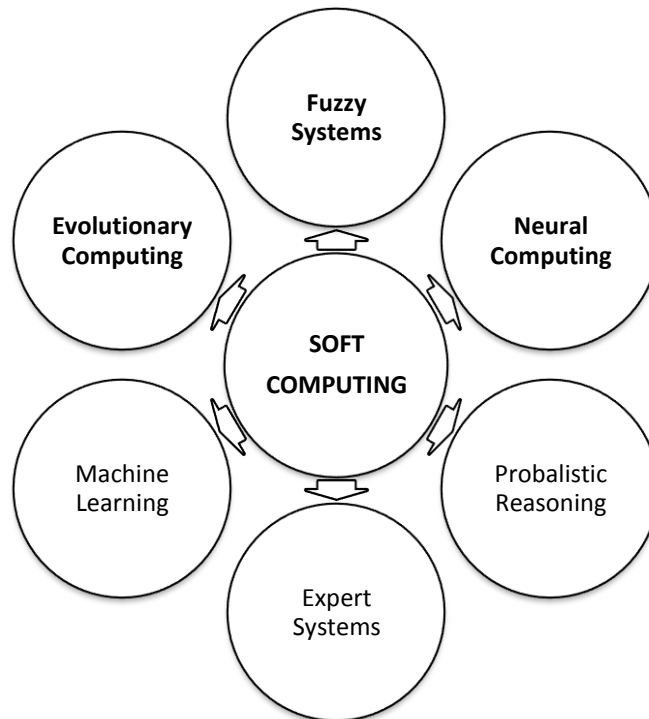 Fuzzy
Systems
Evolutionary
Computing
Neural
Computing
SOFT
COMPUTING
Machine
Learning
Probalistic
Reasoning
Expert
Systems